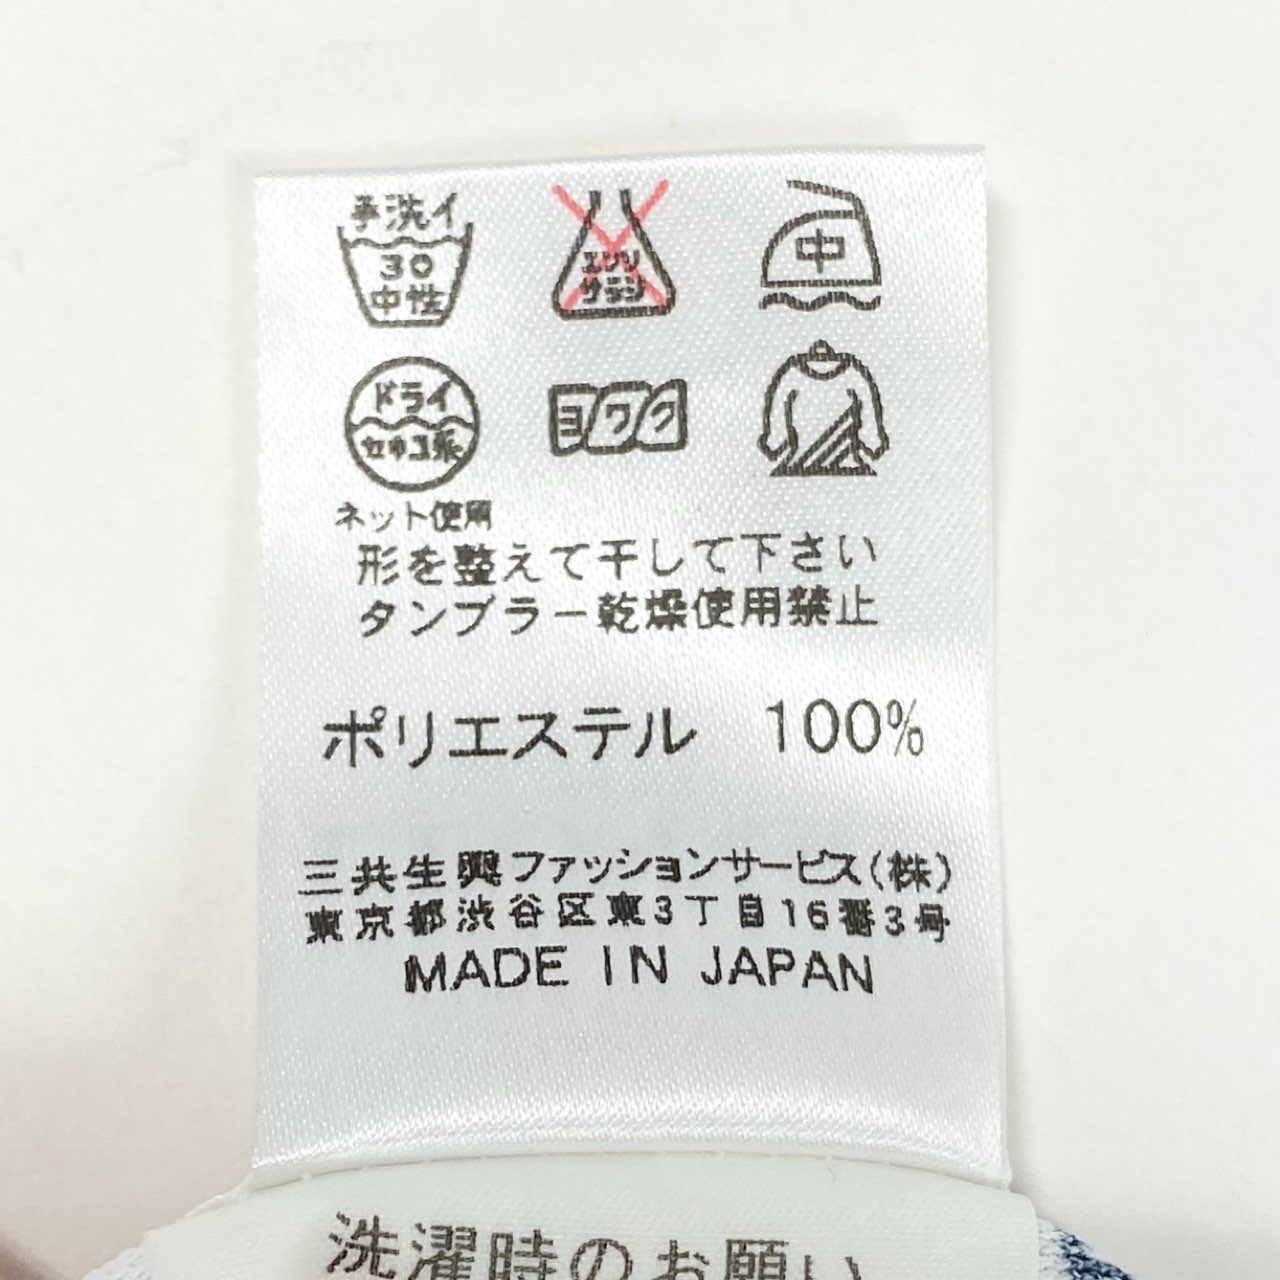 手洗イ
30
中性
エンソ
サラシ
中
ドライ
セキユ系
ヨワク
ネット使用
形を整えて干して下さい
タンブラー乾燥使用禁止
ポリエステル 100%
三共生興ファッションサービス(株)
東京都渋谷区東3丁目16番3号
MADE IN JAPAN
洗濯時のお願い